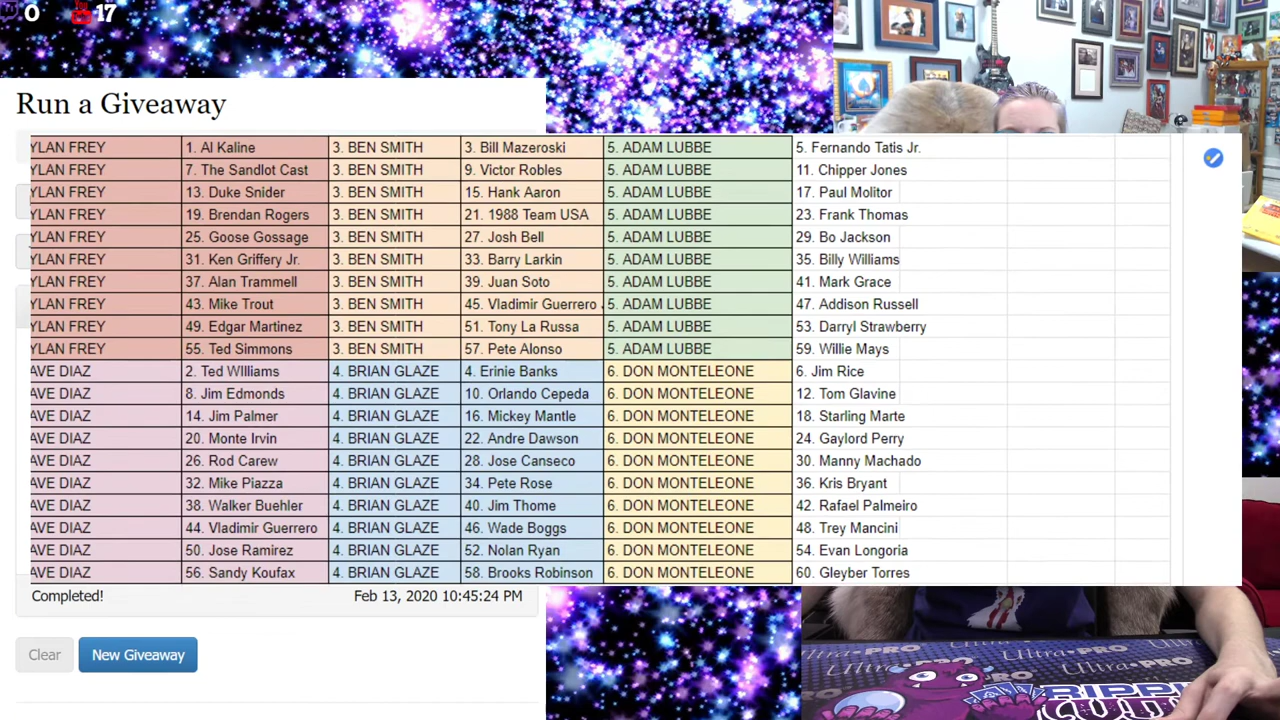 0 17
Run a Giveaway
YLAN FREY 1. Al Kaline 3. BEN SMITH 3. Bill Mazeroski 5. ADAM LUBBE 5. Fernando Tatis Jr.
YLAN FREY 7. The Sandlot Cast 3. BEN SMITH 9. Victor Robles 5. ADAM LUBBE 11. Chipper Jones
YLAN FREY 13. Duke Snider 3. BEN SMITH 15. Hank Aaron 5. ADAM LUBBE 17. Paul Molitor
YLAN FREY 19. Brendan Rogers 3. BEN SMITH 21. 1988 Team USA 5. ADAM LUBBE 23. Frank Thomas
YLAN FREY 25. Goose Gossage 3. BEN SMITH 27. Josh Bell 5. ADAM LUBBE 29. Bo Jackson
YLAN FREY 31. Ken Griffery Jr. 3. BEN SMITH 33. Barry Larkin 5. ADAM LUBBE 35. Billy Williams
YLAN FREY 37. Alan Trammell 3. BEN SMITH 39. Juan Soto 5. ADAM LUBBE 41. Mark Grace
YLAN FREY 43. Mike Trout 3. BEN SMITH 45. Vladimir Guerrero 5. ADAM LUBBE 47. Addison Russell
YLAN FREY 49. Edgar Martinez 3. BEN SMITH 51. Tony La Russa 5. ADAM LUBBE 53. Darryl Strawberry
YLAN FREY 55. Ted Simmons 3. BEN SMITH 57. Pete Alonso 5. ADAM LUBBE 59. Willie Mays
AVE DIAZ 2. Ted WIlliams 4. BRIAN GLAZE 4. Erinie Banks 6. DON MONTELEONE 6. Jim Rice
AVE DIAZ 8. Jim Edmonds 4. BRIAN GLAZE 10. Orlando Cepeda 6. DON MONTELEONE 12. Tom Glavine
AVE DIAZ 14. Jim Palmer 4. BRIAN GLAZE 16. Mickey Mantle 6. DON MONTELEONE 18. Starling Marte
AVE DIAZ 20. Monte Irvin 4. BRIAN GLAZE 22. Andre Dawson 6. DON MONTELEONE 24. Gaylord Perry
AVE DIAZ 26. Rod Carew 4. BRIAN GLAZE 28. Jose Canseco 6. DON MONTELEONE 30. Manny Machado
AVE DIAZ 32. Mike Piazza 4. BRIAN GLAZE 34. Pete Rose 6. DON MONTELEONE 36. Kris Bryant
AVE DIAZ 38. Walker Buehler 4. BRIAN GLAZE 40. Jim Thome 6. DON MONTELEONE 42. Rafael Palmeiro
AVE DIAZ 44. Vladimir Guerrero 4. BRIAN GLAZE 46. Wade Boggs 6. DON MONTELEONE 48. Trey Mancini
AVE DIAZ 50. Jose Ramirez 4. BRIAN GLAZE 52. Nolan Ryan 6. DON MONTELEONE 54. Evan Longoria
AVE DIAZ 56. Sandy Koufax 4. BRIAN GLAZE 58. Brooks Robinson 6. DON MONTELEONE 60. Gleyber Torres
Completed! Feb 13, 2020 10:45:24 PM
Clear New Giveaway
Ultra PRO Ultra PRO
Ultra PRO